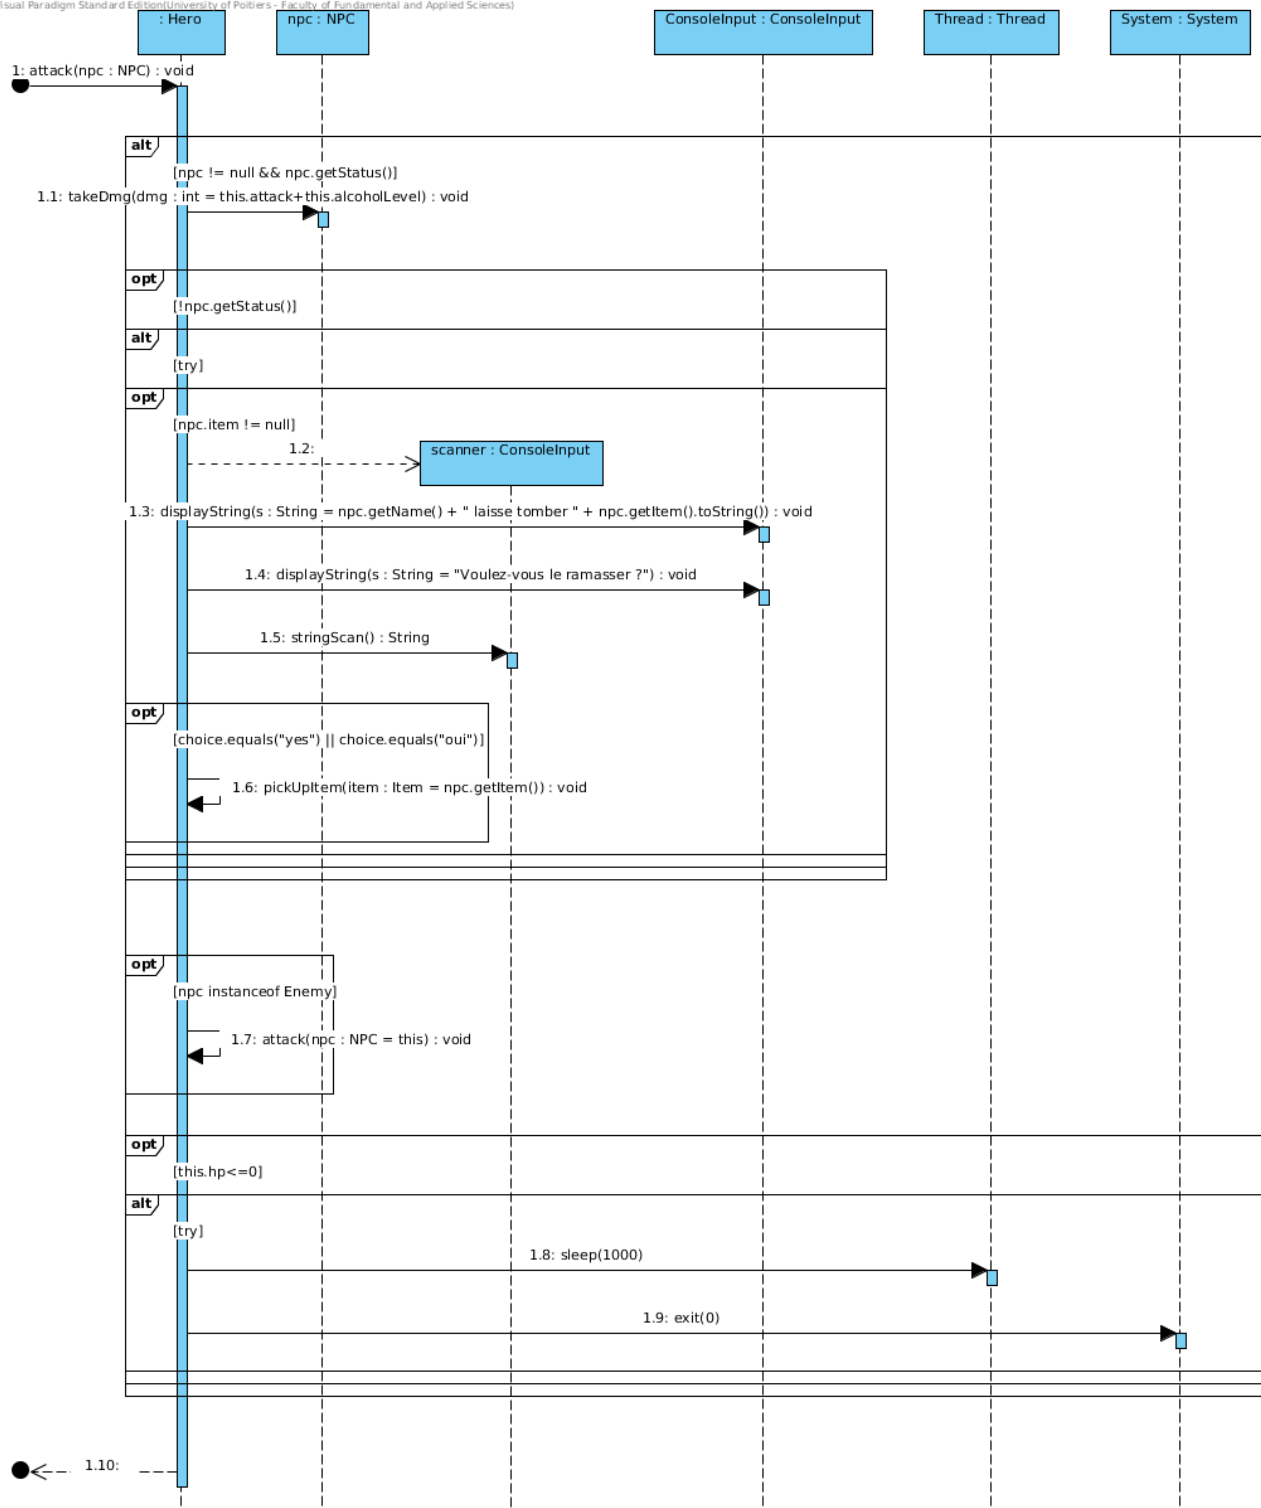 isual Paradigm Standard Edition(University of Poitiers - Faculty of Fundamental and Applied Sciences)
: Hero
npc : NPC
ConsoleInput : ConsoleInput
Thread : Thread
System : System
1: attack(npc : NPC) : void
alt
[npc != null && npc.getStatus()]
1.1: takeDmg(dmg : int = this.attack+this.alcoholLevel) : void
opt
[!npc.getStatus()]
alt
[try]
opt
[npc.item != null]
1.2:
scanner : ConsoleInput
1.3: displayString(s : String = npc.getName() + " laisse tomber " + npc.getItem().toString()) : void
1.4: displayString(s : String = "Voulez-vous le ramasser ?") : void
1.5: stringScan() : String
opt
[choice.equals("yes") || choice.equals("oui")]
1.6: pickUpItem(item : Item = npc.getItem()) : void
opt
[npc instanceof Enemy]
1.7: attack(npc : NPC = this) : void
opt
[this.hp<=0]
alt
[try]
1.8: sleep(1000)
1.9: exit(0)
1.10: